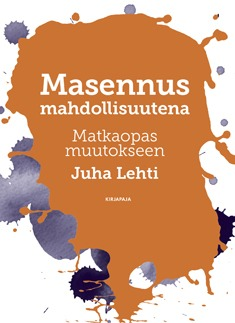 Masennus
mahdollisuutena
Matkaopas
muutokseen
Juha Lehti
KIRJAPAJA